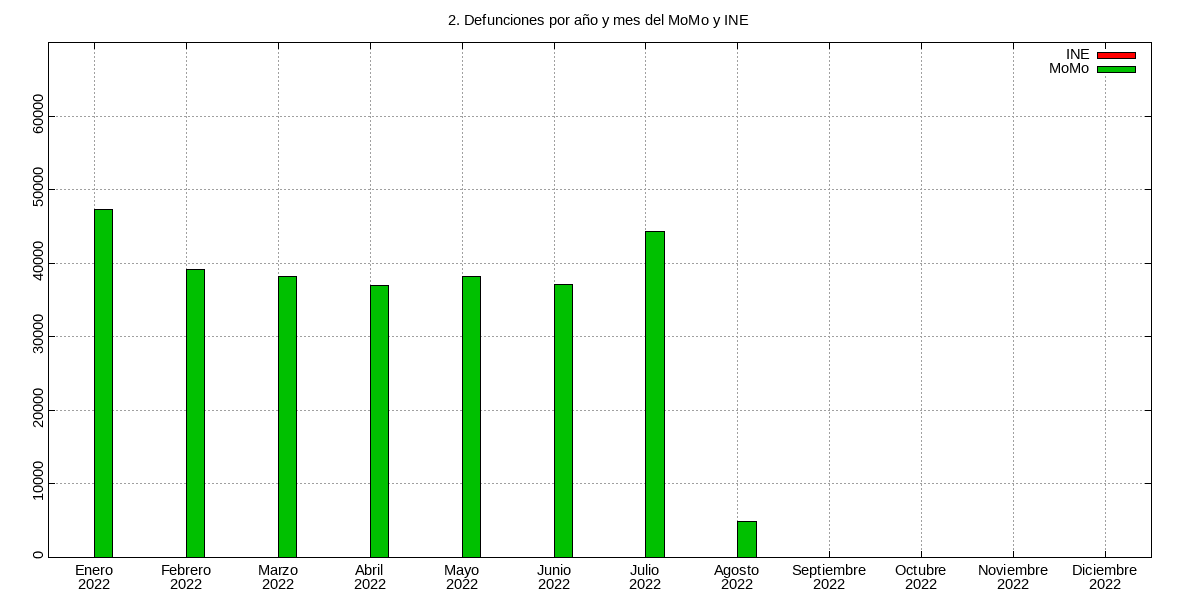 2. Defunciones por año y mes del MoMo y INE
INE
MoMo
60000
50000
40000
30000
20000
10000
0
Enero Febrero Marzo Abril Mayo Junio Julio Agosto Septiembre Octubre Noviembre Diciembre
2022 2022 2022 2022 2022 2022 2022 2022 2022 2022 2022 2022